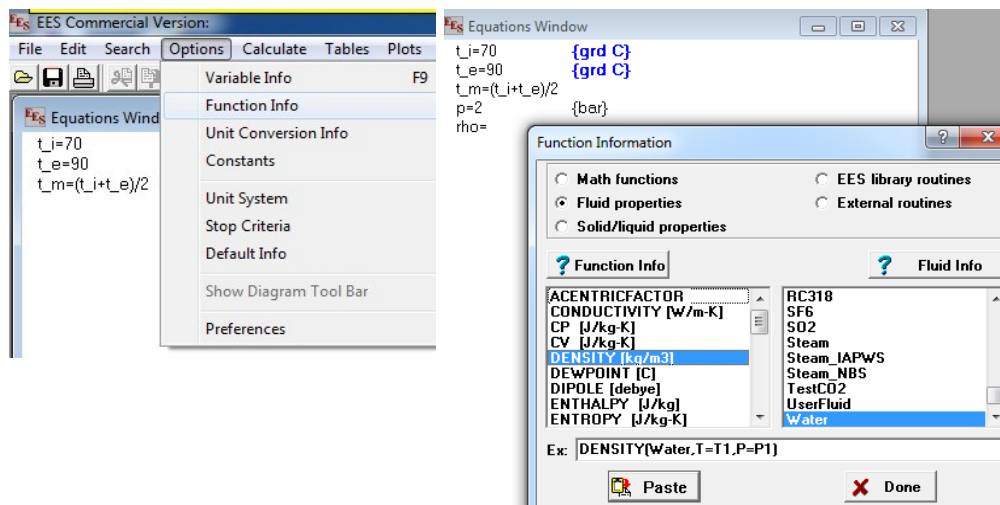 EES Commercial Version:
File Edit Search Options Calculate Tables Plots
Variable Info F9
Function Info
Unit Conversion Info
Constants
Unit System
Stop Criteria
Default Info
Show Diagram Tool Bar
Preferences
EES Equations Wind
t_i=70
t_e=90
t_m=(t_i+t_e)/2
EES Equations Window
t_i=70 {grd C}
t_e=90 {grd C}
t_m=(t_i+t_e)/2
p=2 {bar}
rho=
Function Information
Math functions
EES library routines
Fluid properties
External routines
Solid/liquid properties
? Function Info
? Fluid Info
ACENTRICFACTOR
CONDUCTIVITY [W/m-K]
CP [J/kg-K]
CV [J/kg-K]
DENSITY [kg/m3]
DEWPOINT [C]
DIPOLE [debye]
ENTHALPY [J/kg]
ENTROPY [J/kg-K]
RC318
SF6
SO2
Steam
Steam_IAPWS
Steam_NBS
TestCO2
UserFluid
Water
Ex: DENSITY(Water,T=T1,P=P1)
Paste
Done